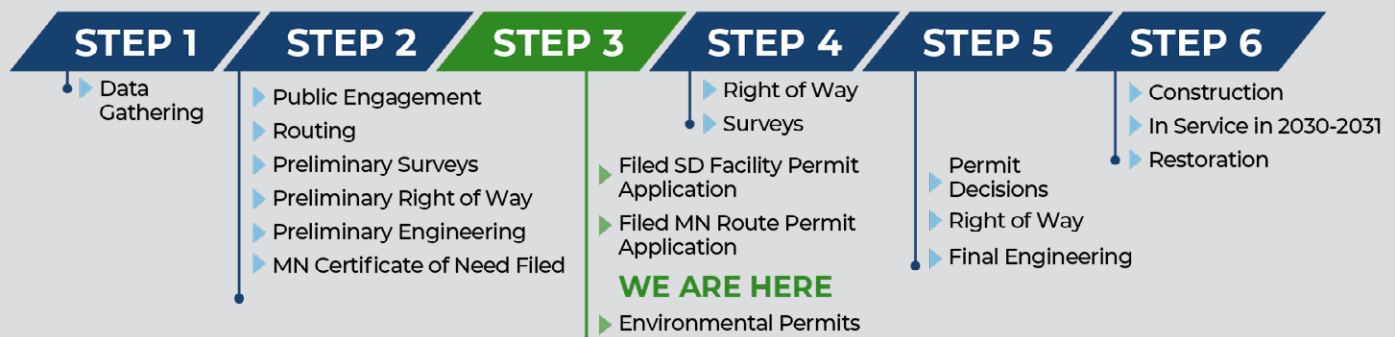 STEP 1
STEP 2
STEP 3
STEP 4
STEP 5
STEP 6
Data
Gathering
Public Engagement
Routing
Preliminary Surveys
Preliminary Right of Way
Preliminary Engineering
MN Certificate of Need Filed
Filed SD Facility Permit
Application
Filed MN Route Permit
Application
WE ARE HERE
Environmental Permits
Right of Way
Surveys
Permit
Decisions
Right of Way
Final Engineering
Construction
In Service in 2030-2031
Restoration